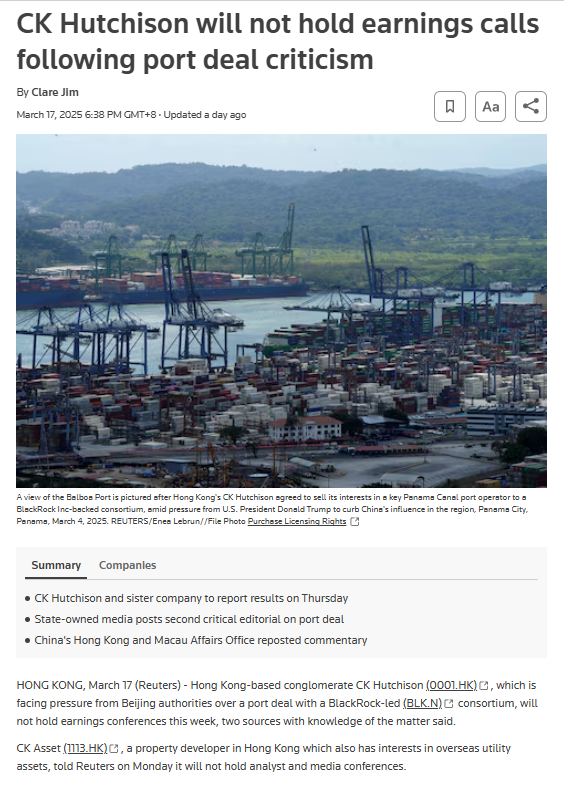 CK Hutchison will not hold earnings calls
following port deal criticism
By Clare Jim
March 17, 2025 6:38 PM GMT+8 · Updated a day ago
Aa
A view of the Balboa Port is pictured after Hong Kong's CK Hutchison agreed to sell its interests in a key Panama Canal port operator to a
BlackRock Inc-backed consortium, amid pressure from U.S. President Donald Trump to curb China's influence in the region, Panama City,
Panama, March 4, 2025. REUTERS/Enea Lebrun//File Photo Purchase Licensing Rights
Summary Companies
• CK Hutchison and sister company to report results on Thursday
• State-owned media posts second critical editorial on port deal
• China's Hong Kong and Macau Affairs Office reposted commentary
HONG KONG, March 17 (Reuters) - Hong Kong-based conglomerate CK Hutchison (0001.HK), which is
facing pressure from Beijing authorities over a port deal with a BlackRock-led (BLK.N) consortium, will
not hold earnings conferences this week, two sources with knowledge of the matter said.
CK Asset (1113.HK), a property developer in Hong Kong which also has interests in overseas utility
assets, told Reuters on Monday it will not hold analyst and media conferences.